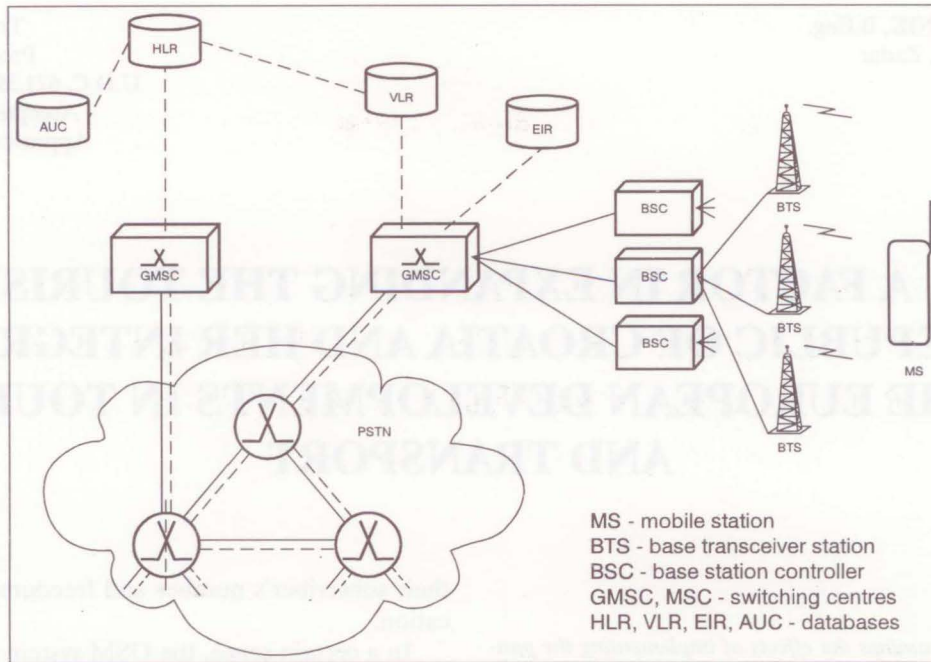 HLR
VLR
AUC
EIR
BSC
BTS
GMSC
GMSC
BSC
BTS
BSC
MS
PSTN
BTS
MS - mobile station
BTS - base transceiver station
BSC - base station controller
GMSC, MSC - switching centres
HLR, VLR, EIR, AUC - databases